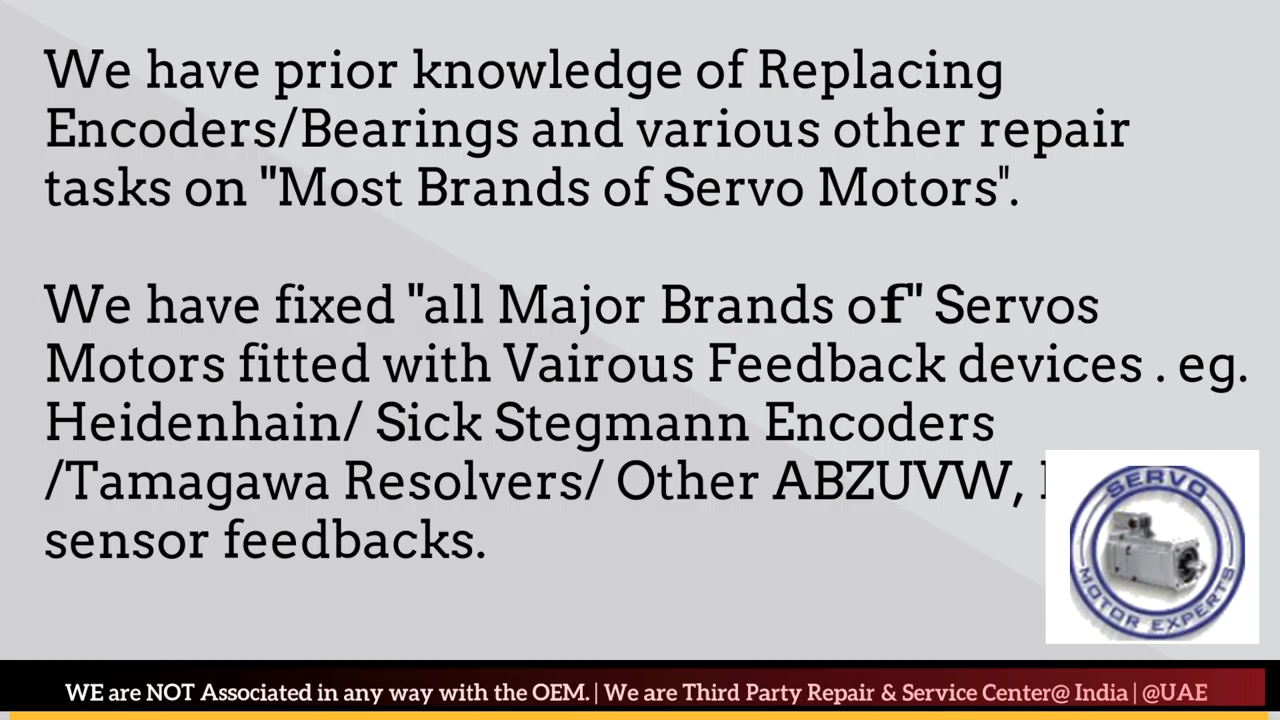 We have prior knowledge of Replacing
Encoders/Bearings and various other repair
tasks on "Most Brands of Servo Motors".
We have fixed "all Major Brands of" Servos
Motors fitted with Vairous Feedback devices . eg.
Heidenhain/ Sick Stegmann Encoders
/Tamagawa Resolvers/ Other ABZUVW,
sensor feedbacks.
SERVO
MOTOR EXPERTS
WE are NOT Associated in any way with the OEM. | We are Third Party Repair & Service Center@ India | @UAE